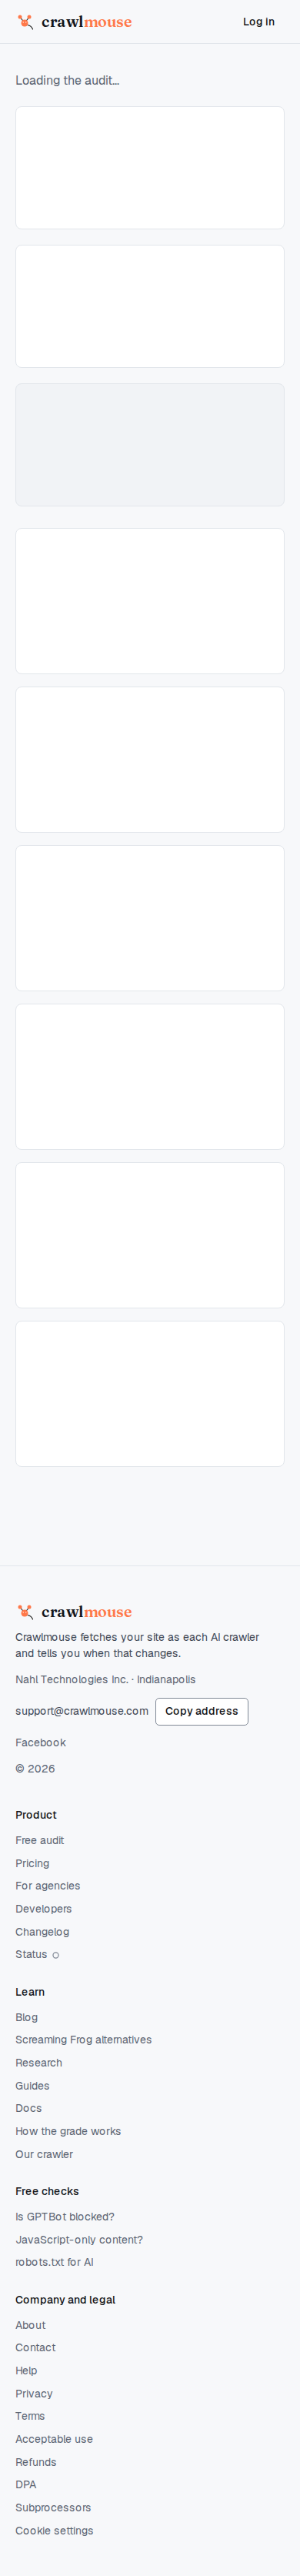 crawlmouse
Log in
Loading the audit...
crawlmouse
Crawlmouse fetches your site as each AI crawler
and tells you when that changes.
Nahl Technologies Inc. · Indianapolis
support@crawlmouse.com
Copy address
Facebook
© 2026
Product
Free audit
Pricing
For agencies
Developers
Changelog
Status
Learn
Blog
Screaming Frog alternatives
Research
Guides
Docs
How the grade works
Our crawler
Free checks
Is GPTBot blocked?
JavaScript-only content?
robots.txt for AI
Company and legal
About
Contact
Help
Privacy
Terms
Acceptable use
Refunds
DPA
Subprocessors
Cookie settings